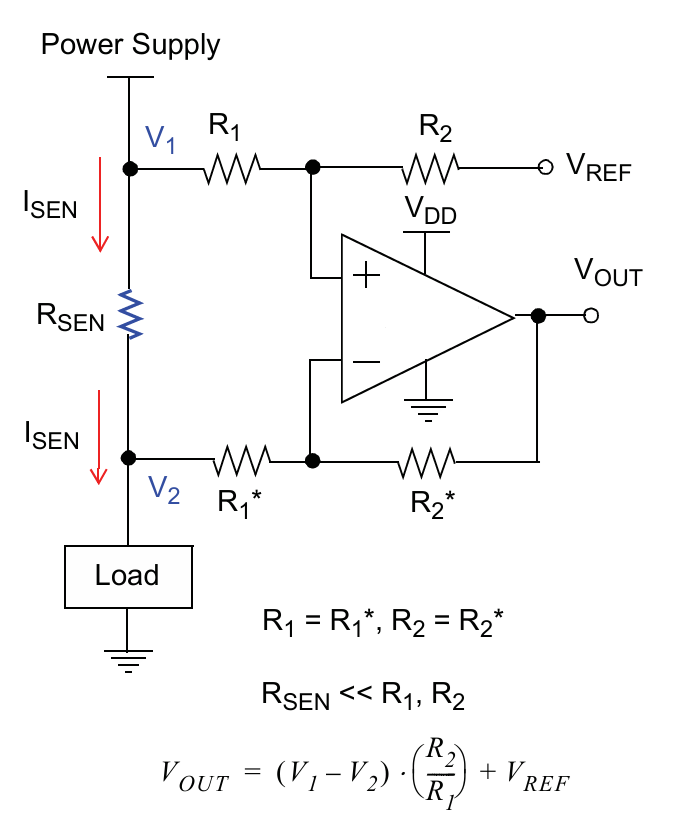 Power Supply
V1
R1
R2
VREF
VDD
ISEN
VOUT
+
RSEN
−
ISEN
V2
R1*
R2*
Load
R1 = R1*, R2 = R2*
RSEN << R1, R2
VOUT = (V1 – V2) · (R2/R1) + VREF